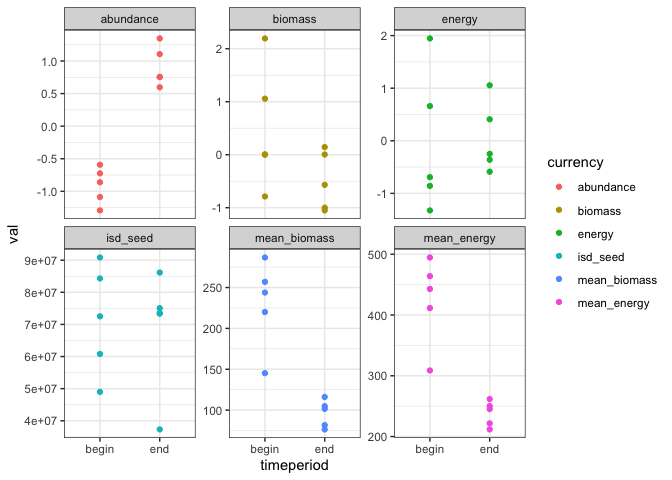 abundance
biomass
energy
1.0
0.5
0.0
-0.5
-1.0
2
1
0
-1
2
1
0
-1
val
isd_seed
mean_biomass
mean_energy
9e+07
8e+07
7e+07
6e+07
5e+07
4e+07
250
200
150
100
500
400
300
200
begin
end
begin
end
begin
end
timeperiod
currency
abundance
biomass
energy
isd_seed
mean_biomass
mean_energy